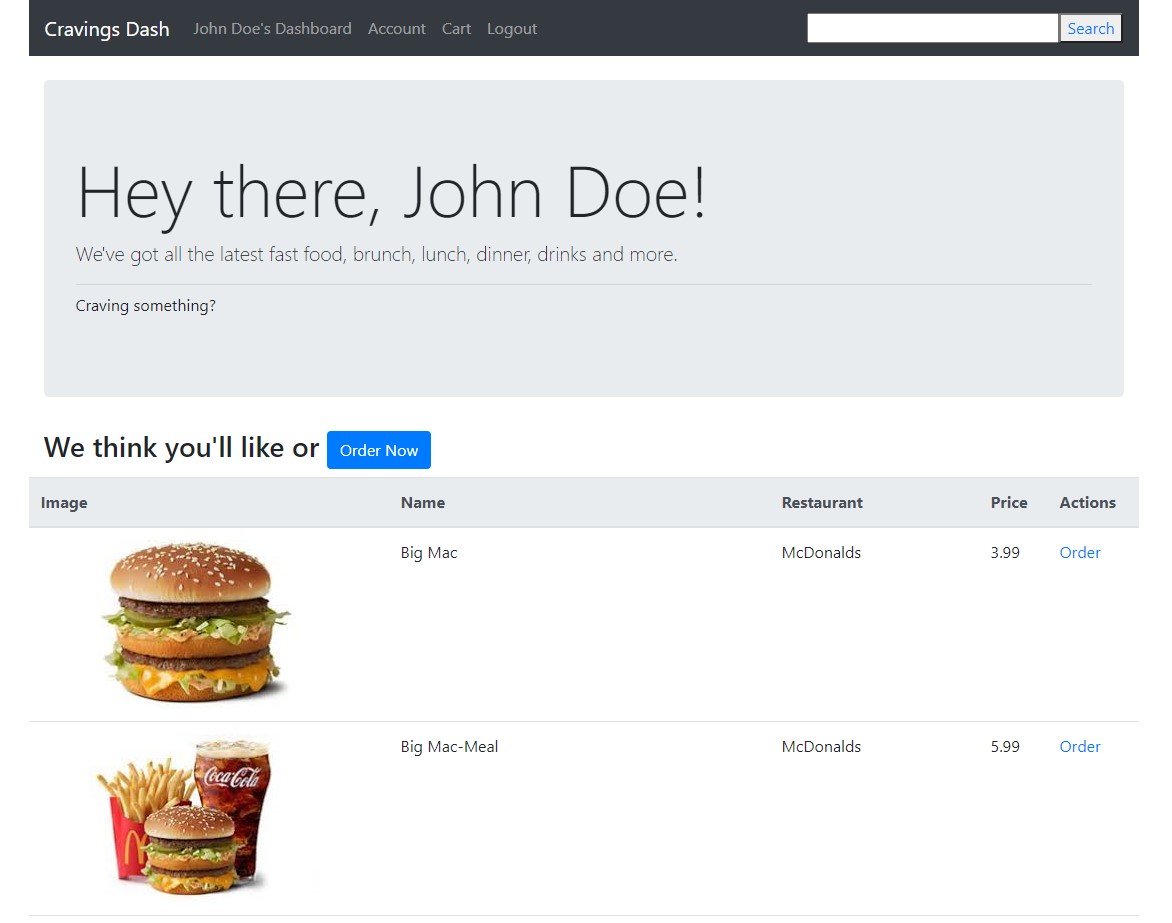 Cravings Dash John Doe's Dashboard Account Cart Logout Search
Hey there, John Doe!
We've got all the latest fast food, brunch, lunch, dinner, drinks and more.
Craving something?
We think you'll like or Order Now
Image Name Restaurant Price Actions
Big Mac McDonalds 3.99 Order
Big Mac-Meal McDonalds 5.99 Order
Coca-Cola